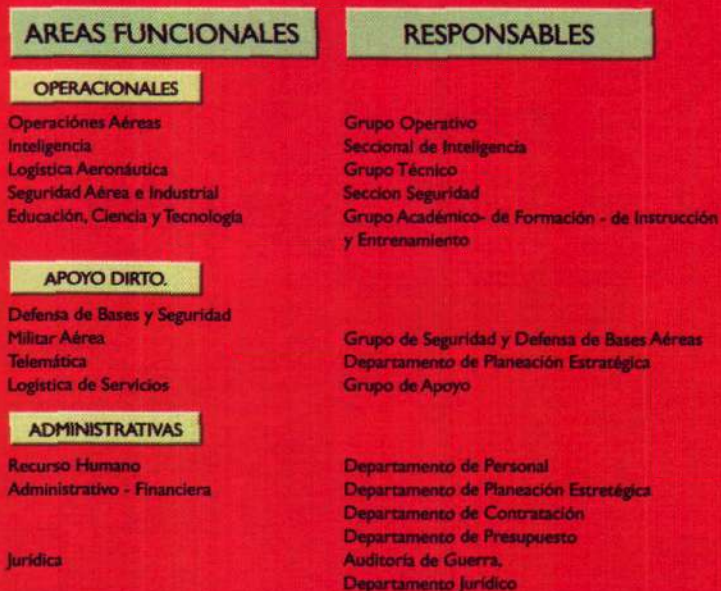 AREAS FUNCIONALES RESPONSABLES
OPERACIONALES
Operaciónes Aéreas Grupo Operativo
Inteligencia Seccional de Inteligencia
Logística Aeronáutica Grupo Técnico
Seguridad Aérea e Industrial Seccion Seguridad
Educación, Ciencia y Tecnología Grupo Académico- de Formación - de Instrucción
y Entrenamiento
APOYO DIRTO.
Defensa de Bases y Seguridad
Militar Aérea Grupo de Seguridad y Defensa de Bases Aéreas
Telemática Departamento de Planeación Estratégica
Logística de Servicios Grupo de Apoyo
ADMINISTRATIVAS
Recurso Humano Departamento de Personal
Administrativo - Financiera Departamento de Planeación Estretégica
Departamento de Contratación
Departamento de Presupuesto
Jurídica Auditoría de Guerra,
Departamento Jurídico